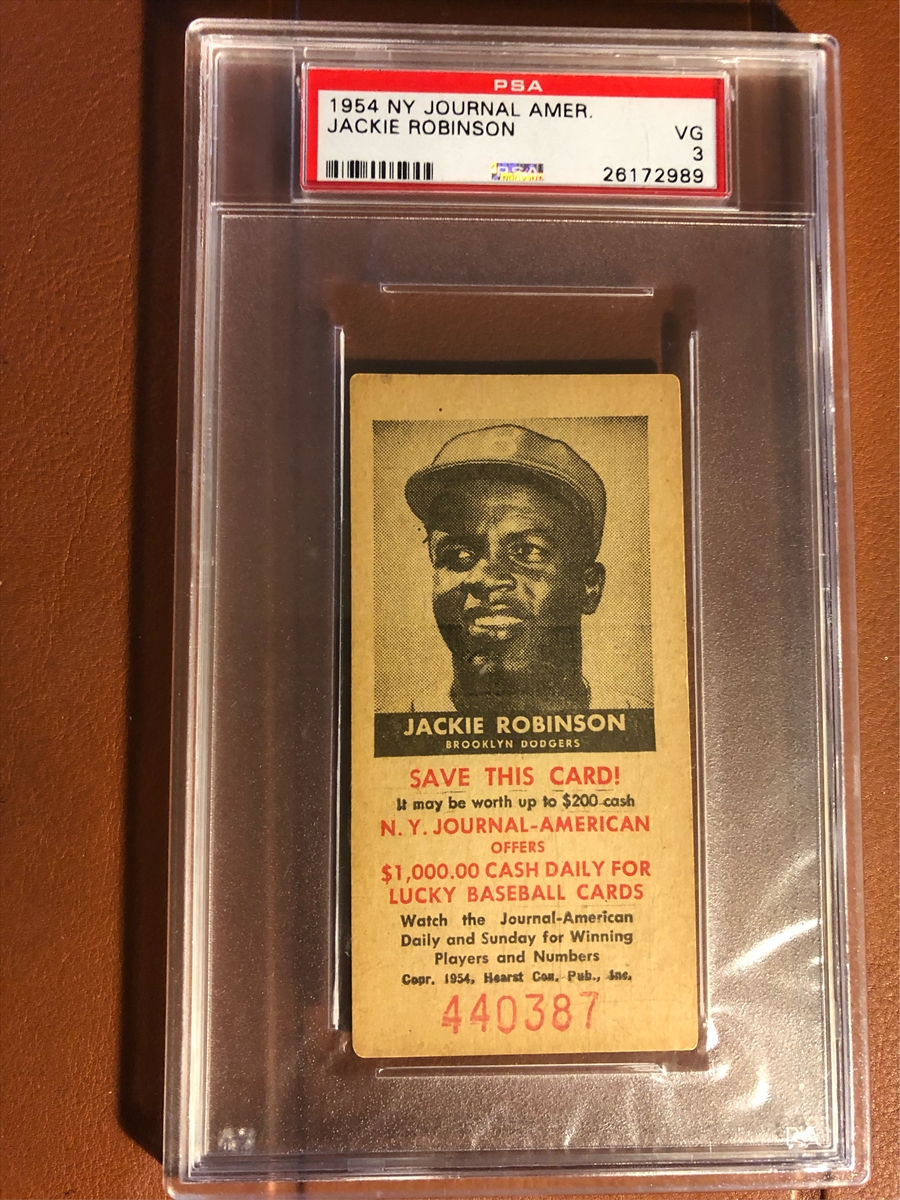 PSA
1954 NY JOURNAL AMER.
JACKIE ROBINSON
VG
3
PSA
26172989
JACKIE ROBINSON
BROOKLYN DODGERS
SAVE THIS CARD!
It may be worth up to $200 cash
N. Y. JOURNAL-AMERICAN
OFFERS
$1,000.00 CASH DAILY FOR
LUCKY BASEBALL CARDS
Watch the Journal-American
Daily and Sunday for Winning
Players and Numbers
Copr. 1954, Hearst Con. Pub., Inc.
440387
PSA